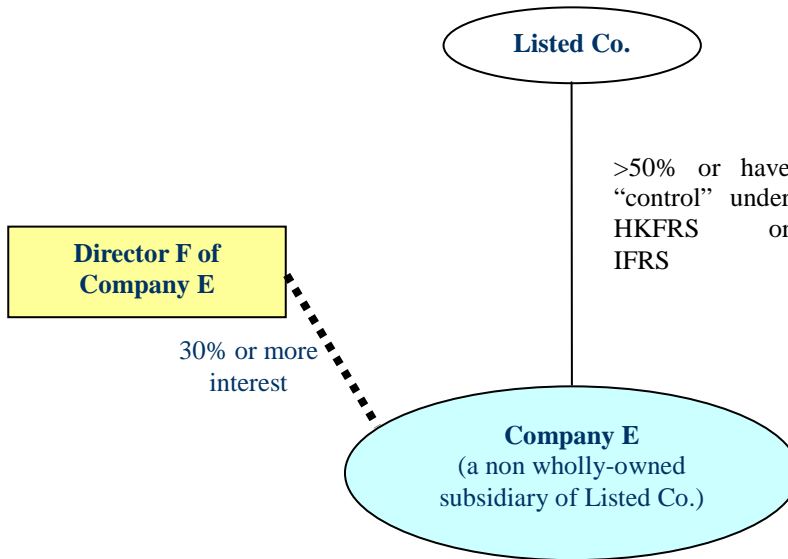 Listed Co.
>50% or have
“control” under
HKFRS or
IFRS
Director F of
Company E
30% or more
interest
Company E
(a non wholly-owned
subsidiary of Listed Co.)